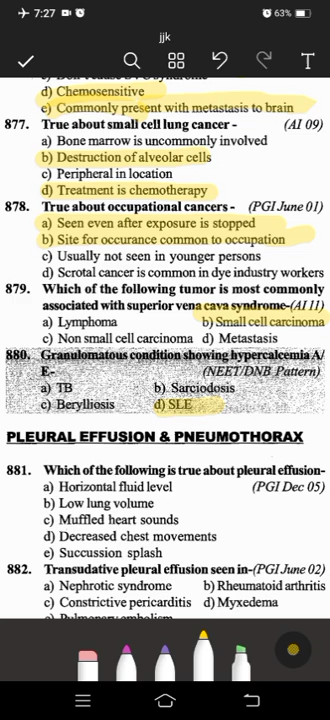 7:27
63%
jjk
T
d) Chemosensitive
e) Commonly present with metastasis to brain
877. True about small cell lung cancer - (AI 09)
a) Bone marrow is uncommonly involved
b) Destruction of alveolar cells
c) Peripheral in location
d) Treatment is chemotherapy
878. True about occupational cancers - (PGI June 01)
a) Seen even after exposure is stopped
b) Site for occurance common to occupation
c) Usually not seen in younger persons
d) Scrotal cancer is common in dye industry workers
879. Which of the following tumor is most commonly
associated with superior vena cava syndrome-(AI 11)
a) Lymphoma b) Small cell carcinoma
c) Non small cell carcinoma d) Metastasis
880. Granulomatous condition showing hypercalcemia A/
E- (NEET/DNB Pattern)
a) TB b) Sarciodosis
c) Berylliosis d) SLE
PLEURAL EFFUSION & PNEUMOTHORAX
881. Which of the following is true about pleural effusion-
a) Horizontal fluid level (PGI Dec 05)
b) Low lung volume
c) Muffled heart sounds
d) Decreased chest movements
e) Succussion splash
882. Transudative pleural effusion seen in-(PGI June 02)
a) Nephrotic syndrome b) Rheumatoid arthritis
c) Constrictive pericarditis d) Myxedema